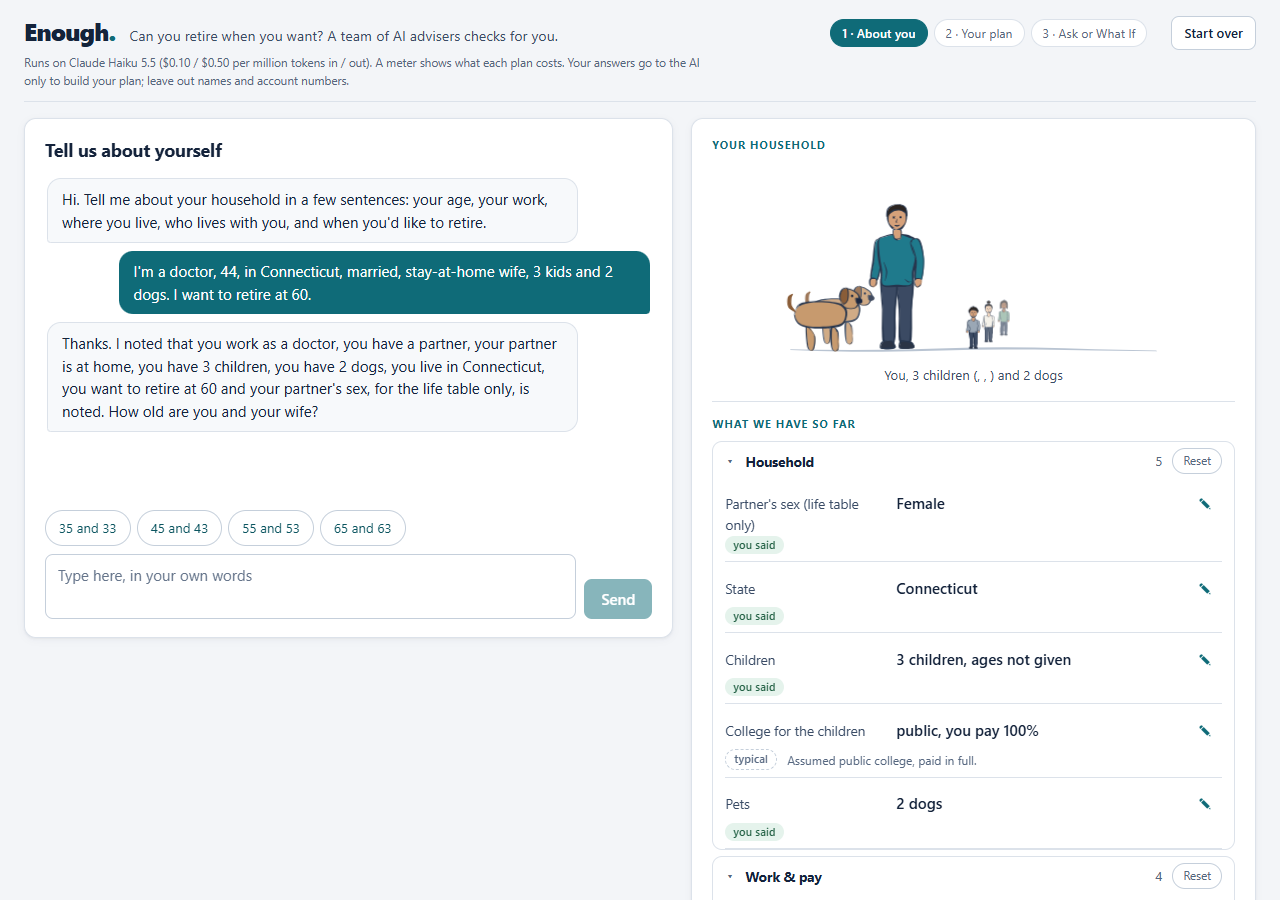 Enough. Can you retire when you want? A team of AI advisers checks for you.
1 · About you
2 · Your plan
3 · Ask or What If
Start over
Runs on Claude Haiku 5.5 ($0.10 / $0.50 per million tokens in / out). A meter shows what each plan costs. Your answers go to the AI
only to build your plan; leave out names and account numbers.
Tell us about yourself
Hi. Tell me about your household in a few sentences: your age, your work,
where you live, who lives with you, and when you'd like to retire.
I'm a doctor, 44, in Connecticut, married, stay-at-home wife, 3 kids and 2
dogs. I want to retire at 60.
Thanks. I noted that you work as a doctor, you have a partner, your partner
is at home, you have 3 children, you have 2 dogs, you live in Connecticut,
you want to retire at 60 and your partner's sex, for the life table only, is
noted. How old are you and your wife?
35 and 33
45 and 43
55 and 53
65 and 63
Type here, in your own words
Send
YOUR HOUSEHOLD
You, 3 children (, , ) and 2 dogs
WHAT WE HAVE SO FAR
Household
5
Reset
Partner's sex (life table
only)
Female
you said
State
Connecticut
you said
Children
3 children, ages not given
you said
College for the children
public, you pay 100%
typical
Assumed public college, paid in full.
Pets
2 dogs
you said
Work & pay
4
Reset